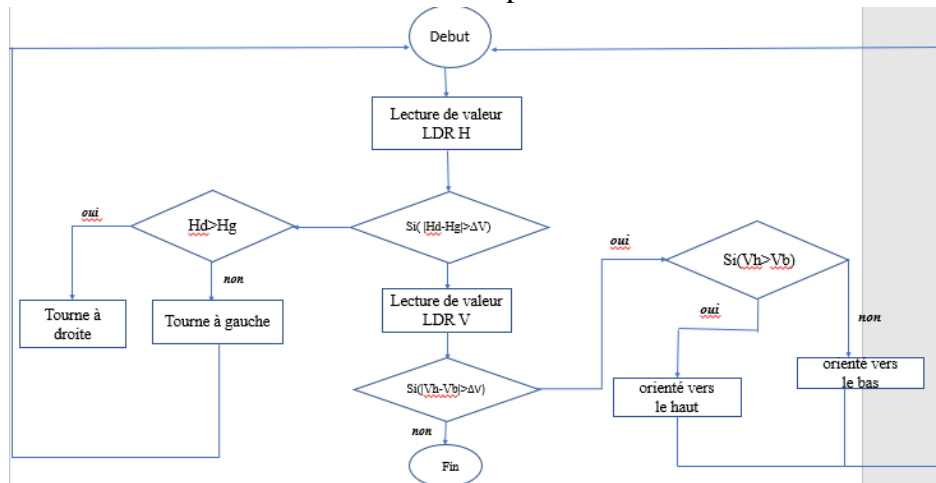 Debut
Lecture de valeur
LDR H
Si( |Hd-Hg|>ΔV)
Hd>Hg
oui
non
Tourne à
droite
Tourne à gauche
Lecture de valeur
LDR V
Si(|Vh-Vb|>ΔV)
oui
Si(Vh>Vb)
oui
non
orienté vers
le haut
orienté vers
le bas
non
Fin